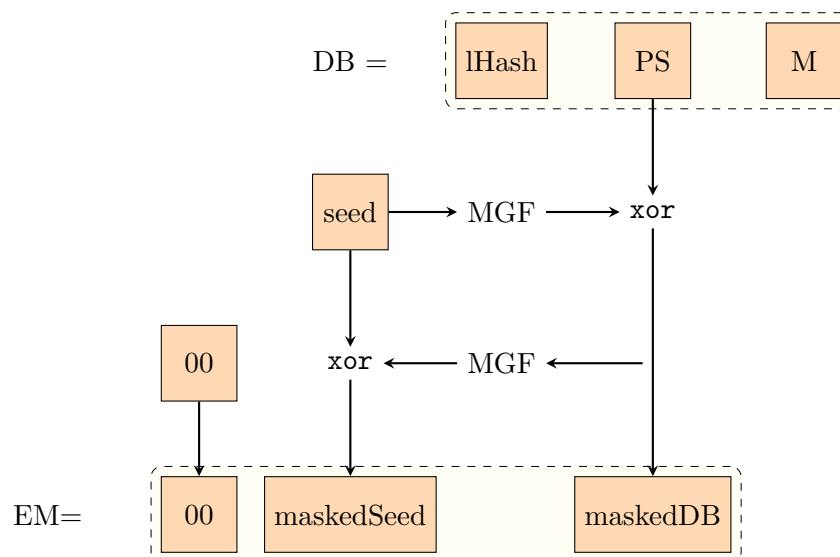 DB = lHash PS M
seed MGF xor
00 xor MGF
EM= 00 maskedSeed maskedDB